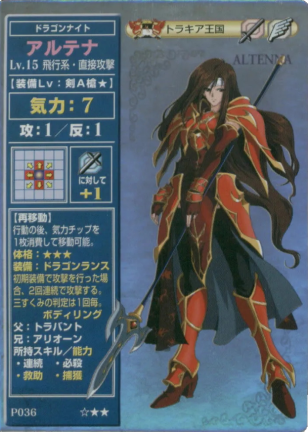 ドラゴンナイト
アルテナ
Lv.15 飛行系・直接攻撃
【装備Lv:剣A槍★】
気力:7
攻:1/反:1
に対して
+1
【再移動】
行動の後、気力チップを
1枚消費して移動可能。
体格:★★★
装備:ドラゴンランス
初期装備で攻撃を行った場
合、2回連続で攻撃する。
三すくみの判定は1回毎。
ボディリング
父:トラバント
兄:アリオーン
所持スキル/能力
・連続 ・必殺
・救助 ・捕獲
P036
☆★★
トラキア王国
ALTENNA